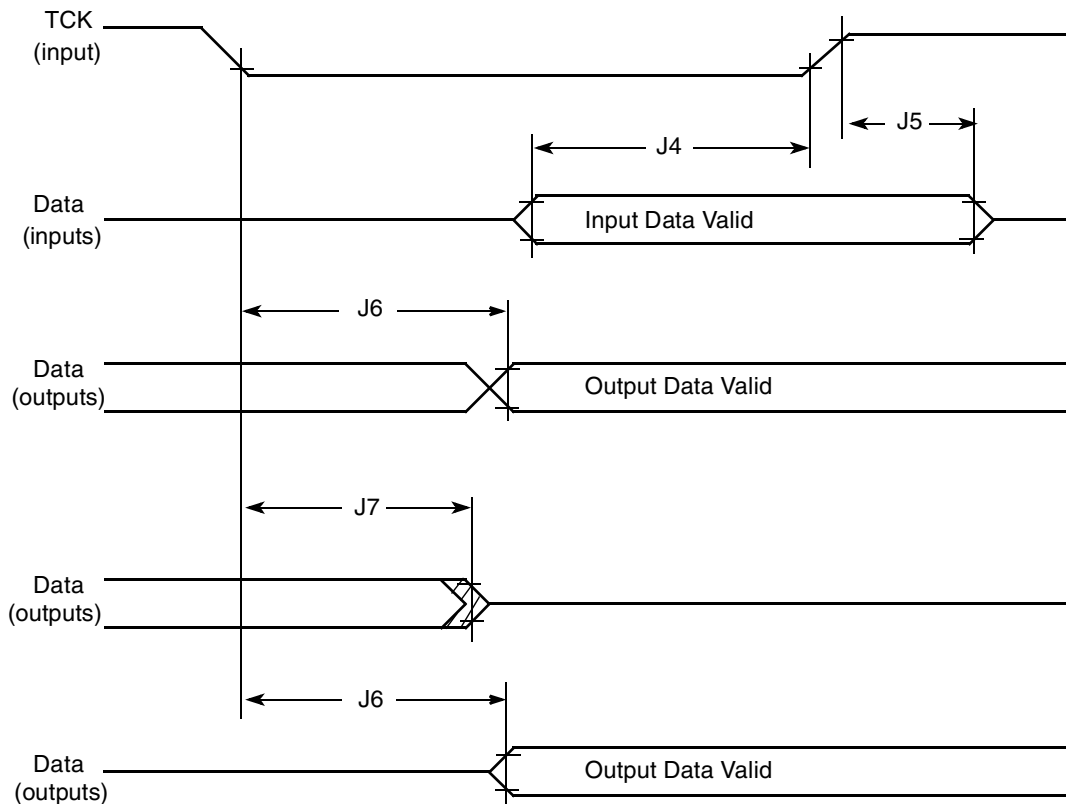 TCK
(input)
J5
J4
Data
(inputs)
Input Data Valid
J6
Data
(outputs)
Output Data Valid
J7
Data
(outputs)
J6
Data
(outputs)
Output Data Valid